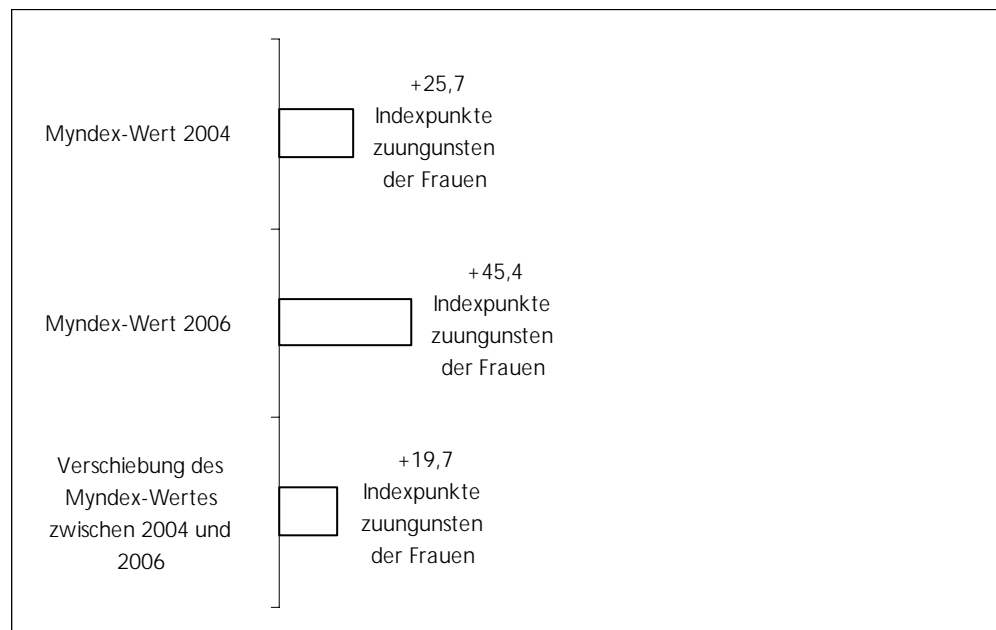 Myndex-Wert 2004
+25,7
Indexpunkte
zuungunsten
der Frauen
Myndex-Wert 2006
+45,4
Indexpunkte
zuungunsten
der Frauen
Verschiebung des
Myndex-Wertes
zwischen 2004 und
2006
+19,7
Indexpunkte
zuungunsten
der Frauen